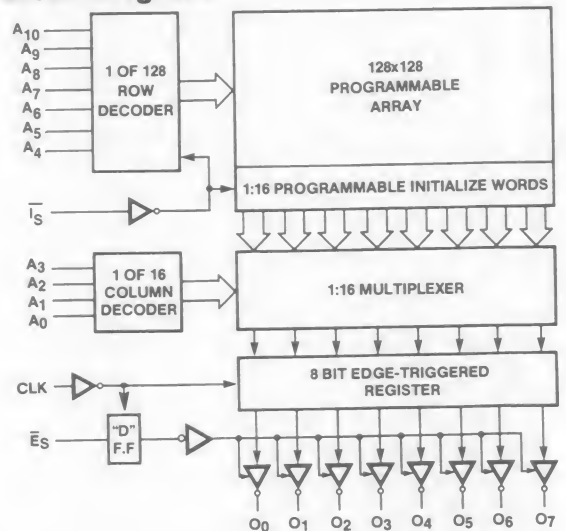 A10
A9
A8
A7
A6
A5
A4
1 OF 128
ROW
DECODER
128x128
PROGRAMMABLE
ARRAY
1:16 PROGRAMMABLE INITIALIZE WORDS
IS
A3
A2
A1
A0
1 OF 16
COLUMN
DECODER
1:16 MULTIPLEXER
CLK
8 BIT EDGE-TRIGGERED
REGISTER
ES
"D"
F.F
O0 O1 O2 O3 O4 O5 O6 O7